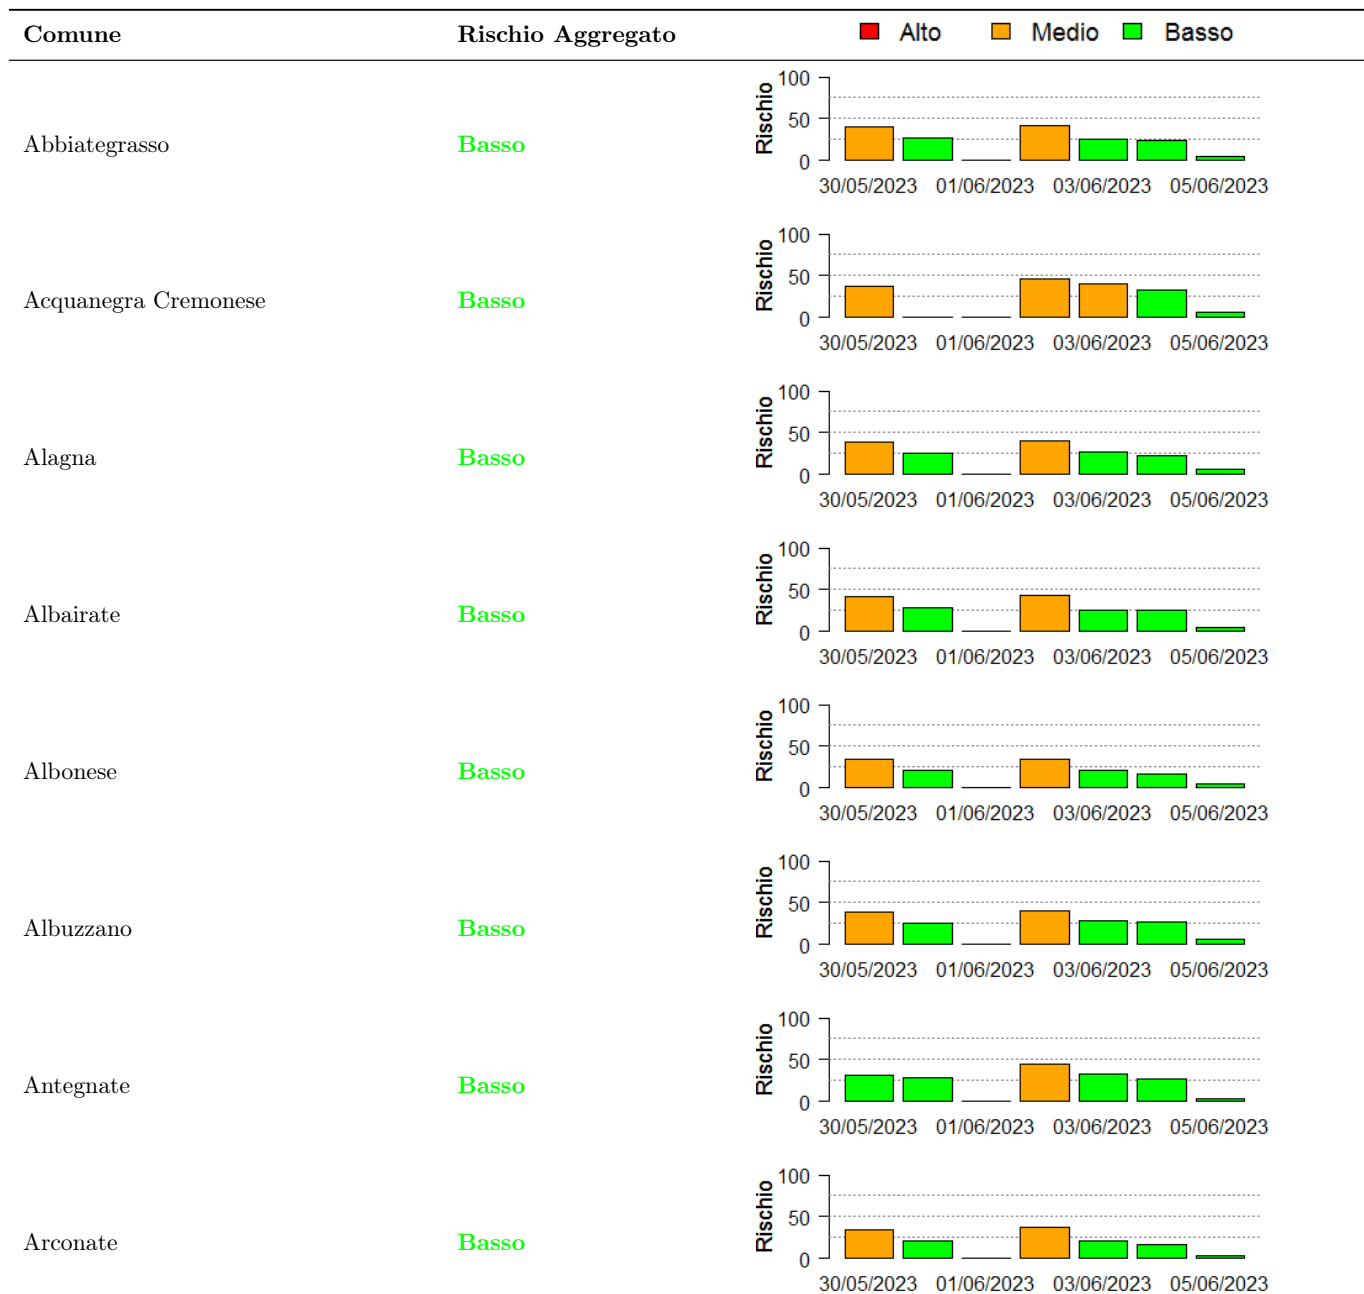 Comune Rischio Aggregato Alto Medio Basso
100
50
0
Rischio
Abbiategrasso Basso
30/05/2023 01/06/2023 03/06/2023 05/06/2023
100
50
0
Rischio
Acquanegra Cremonese Basso
30/05/2023 01/06/2023 03/06/2023 05/06/2023
100
50
0
Rischio
Alagna Basso
30/05/2023 01/06/2023 03/06/2023 05/06/2023
100
50
0
Rischio
Albairate Basso
30/05/2023 01/06/2023 03/06/2023 05/06/2023
100
50
0
Rischio
Albonese Basso
30/05/2023 01/06/2023 03/06/2023 05/06/2023
100
50
0
Rischio
Albuzzano Basso
30/05/2023 01/06/2023 03/06/2023 05/06/2023
100
50
0
Rischio
Antegnate Basso
30/05/2023 01/06/2023 03/06/2023 05/06/2023
100
50
0
Rischio
Arconate Basso
30/05/2023 01/06/2023 03/06/2023 05/06/2023